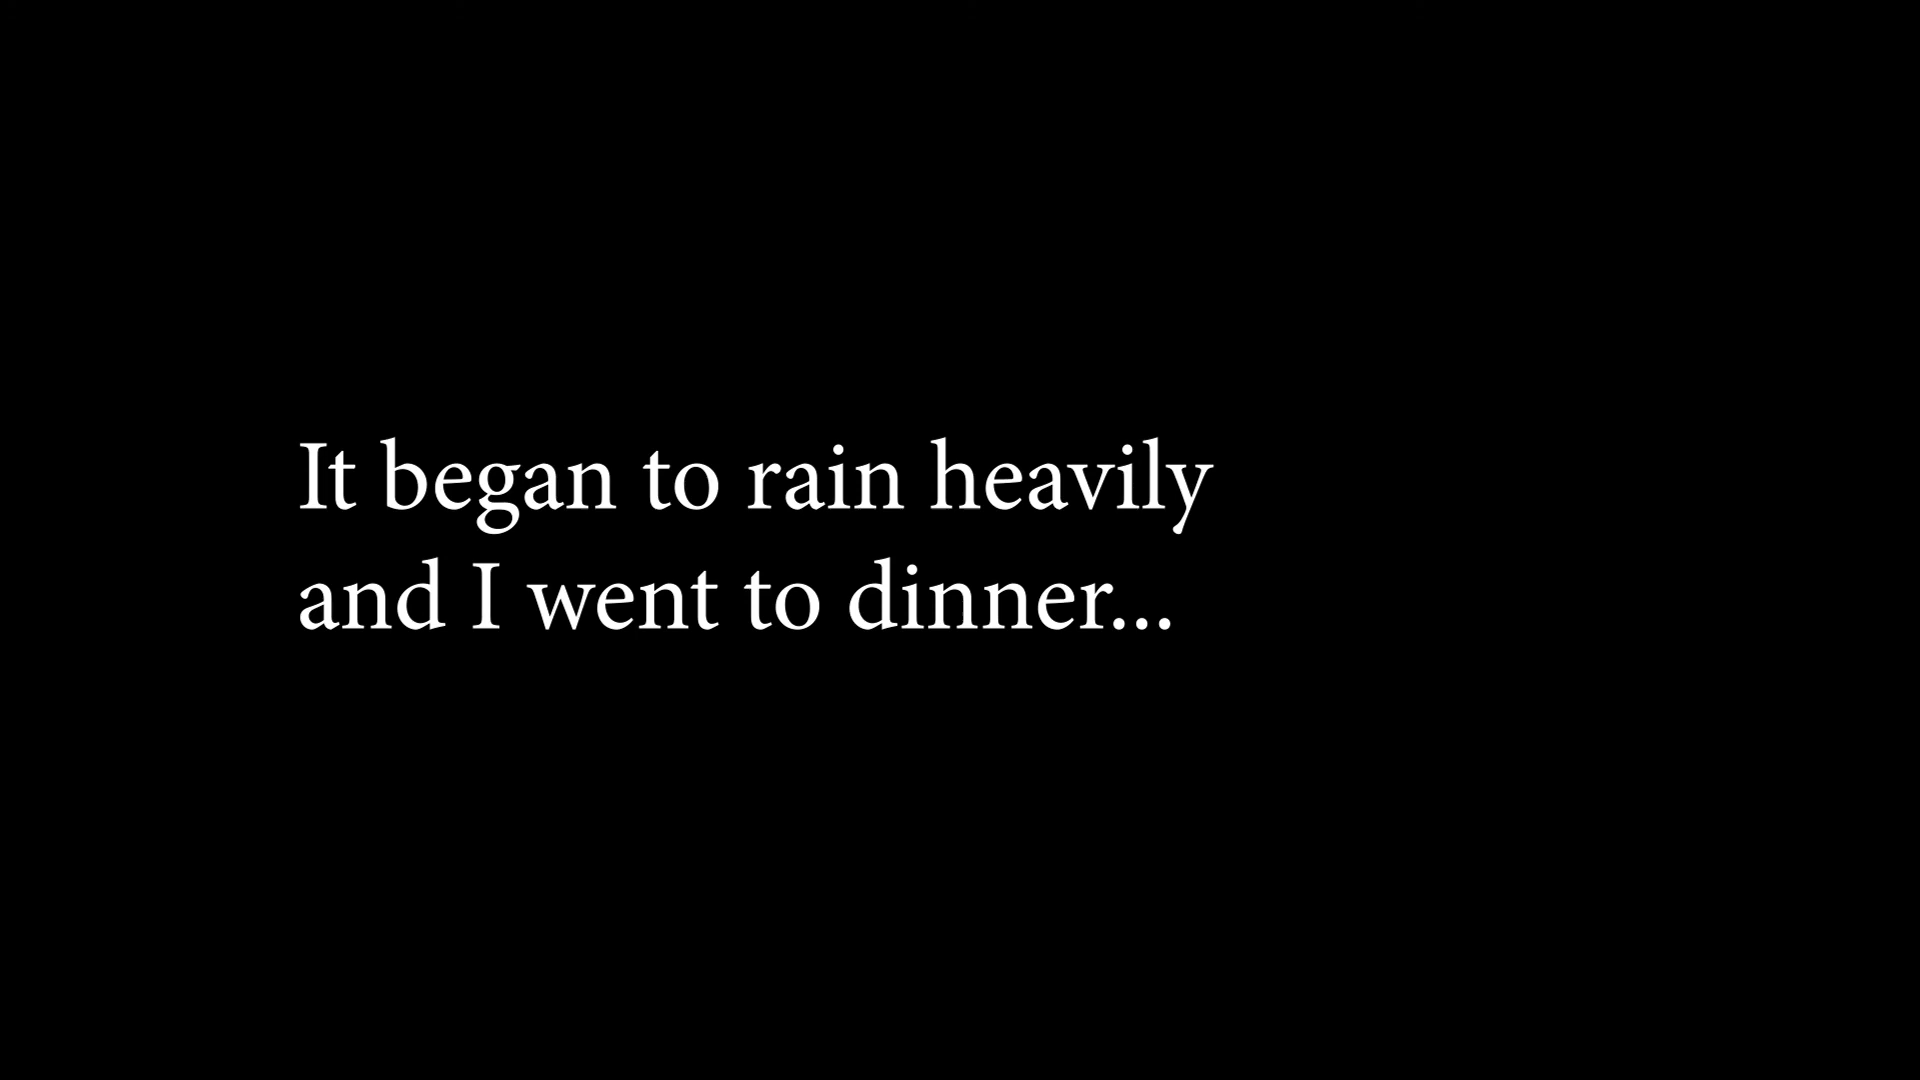 It began to rain heavily
and I went to dinner...